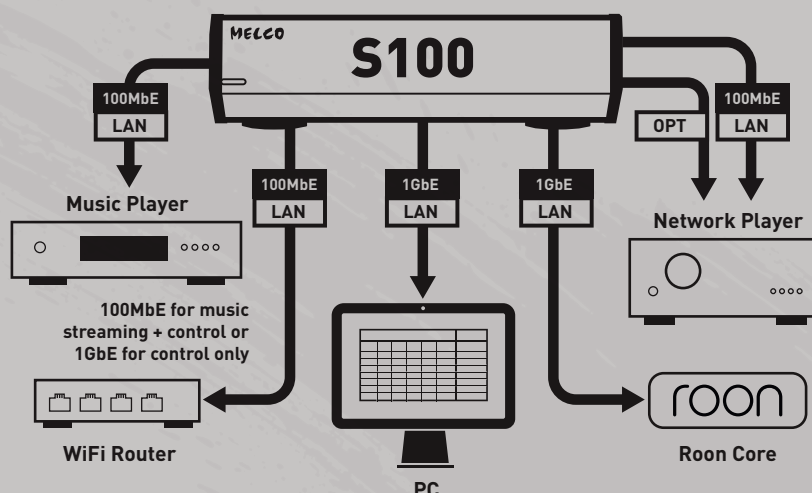 MELCO
S100
100MbE
LAN
OPT
100MbE
LAN
100MbE
LAN
1GbE
LAN
1GbE
LAN
Music Player
Network Player
100MbE for music
streaming + control or
1GbE for control only
roon
WiFi Router
Roon Core
PC